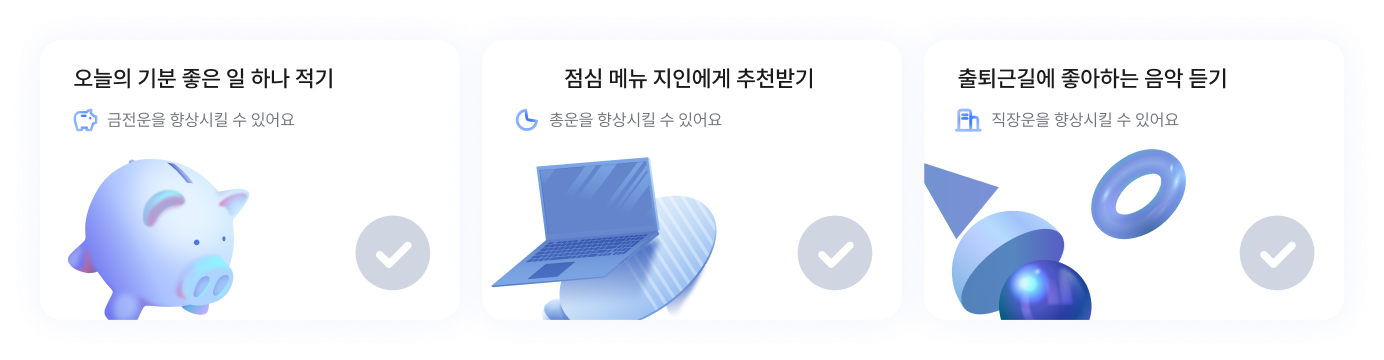 오늘의 기분 좋은 일 하나 적기
금전운을 향상시킬 수 있어요
점심 메뉴 지인에게 추천받기
총운을 향상시킬 수 있어요
출퇴근길에 좋아하는 음악 듣기
직장운을 향상시킬 수 있어요